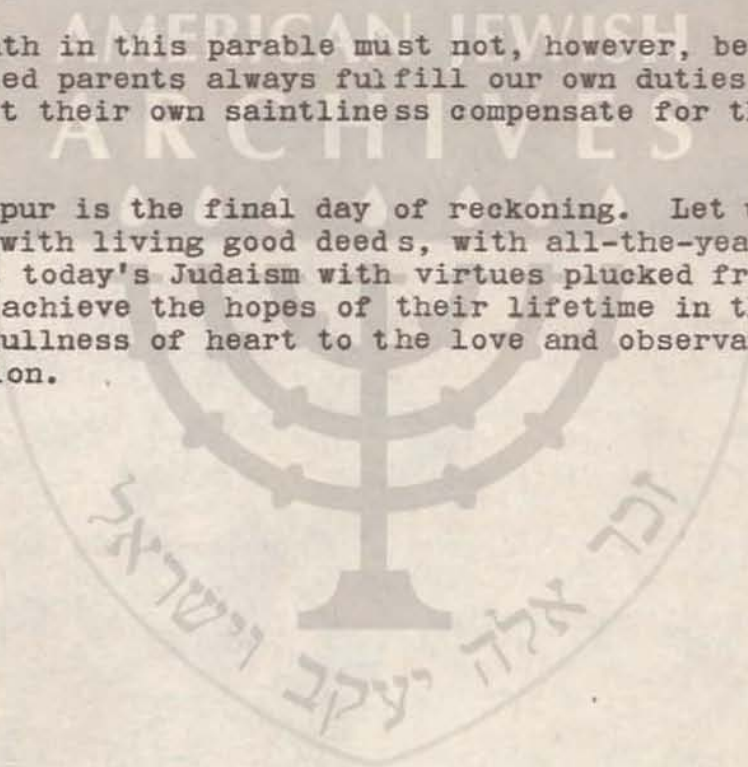 AMERICAN JEWISH
th in this parable must not, however, be
ed parents always fulfill our own duties
t their own saintliness compensate for t
ARCHIVES
pur is the final day of reckoning. Let
with living good deed s, with all-the-yea
today's Judaism with virtues plucked fr
achieve the hopes of their lifetime in t
ullness of heart to the love and observa
on.
זכר אלה יעקב וישראל